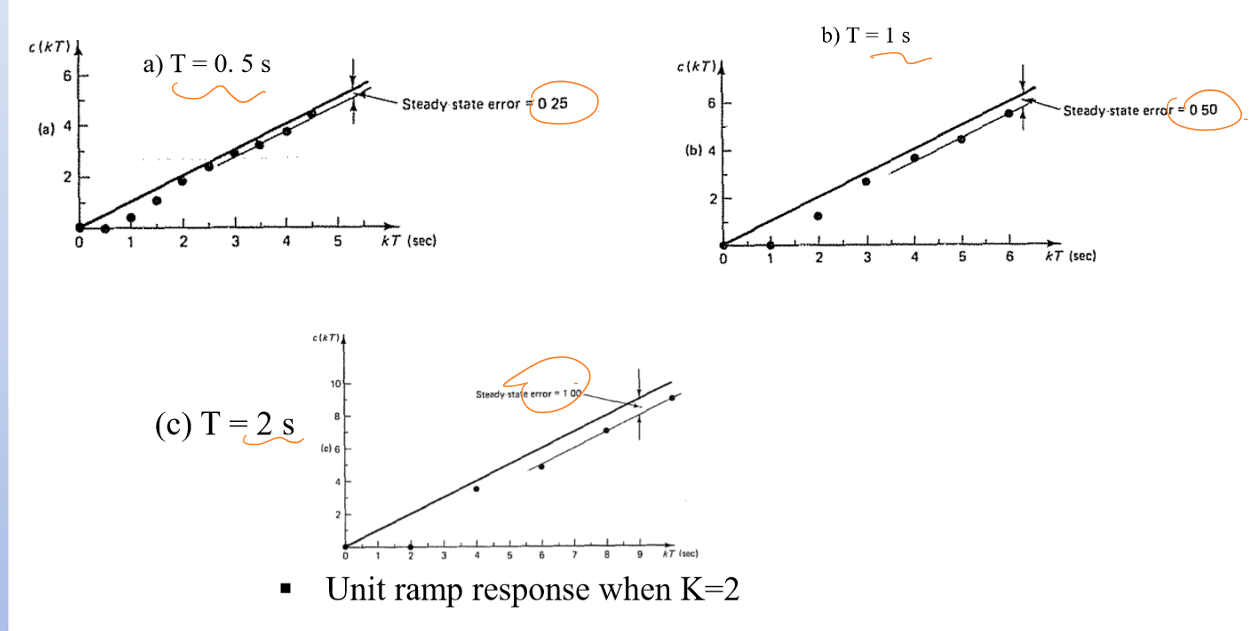 a) T = 0. 5 s
c(kT)
6
(a) 4
2
0 1 2 3 4 5 kT (sec)
Steady-state error = 0 25
b) T = 1 s
c(kT)
6
(b) 4
2
0 1 2 3 4 5 6 kT (sec)
Steady-state error = 0 50
(c) T = 2 s
c(kT)
10
8
(c) 6
4
2
0 1 2 3 4 5 6 7 8 9 kT (sec)
Steady-state error = 1 00
▪ Unit ramp response when K=2